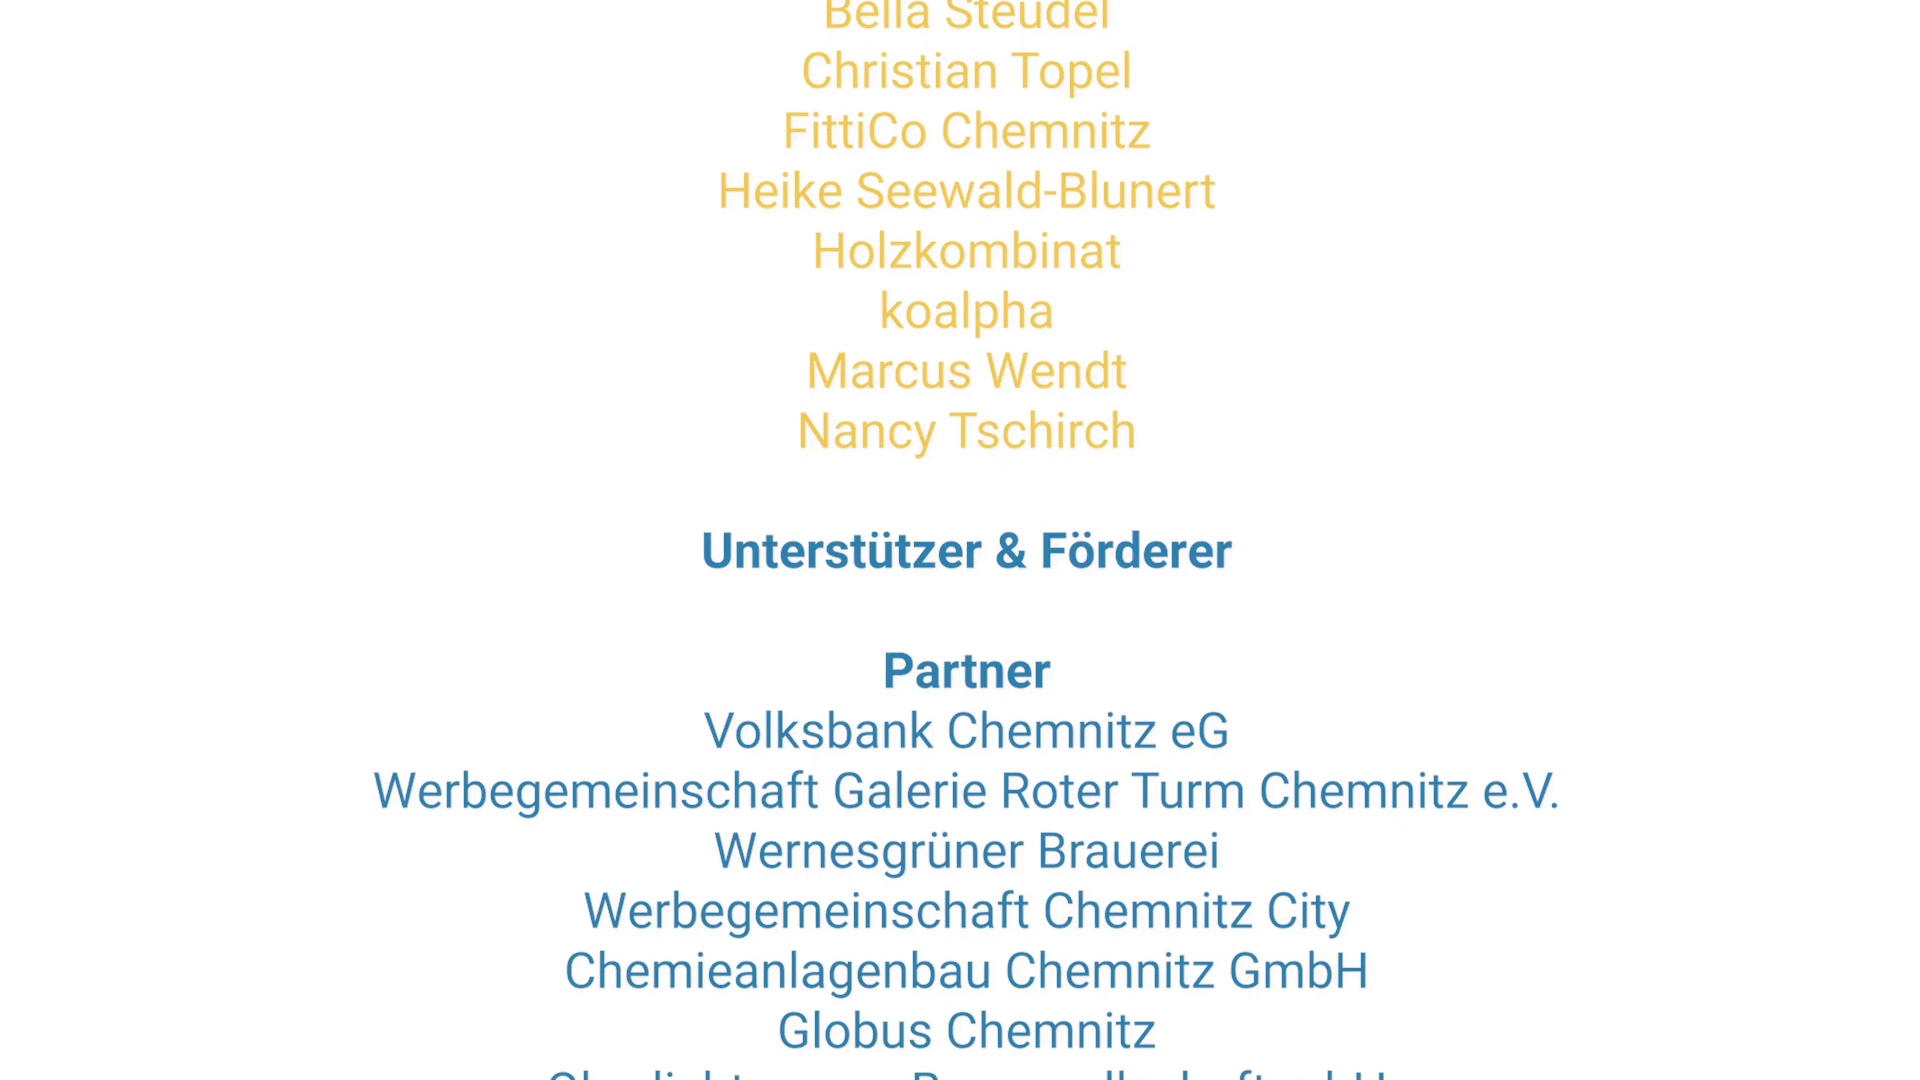 Bella Steudel
Christian Topel
FittiCo Chemnitz
Heike Seewald-Blunert
Holzkombinat
koalpha
Marcus Wendt
Nancy Tschirch
Unterstützer & Förderer
Partner
Volksbank Chemnitz eG
Werbegemeinschaft Galerie Roter Turm Chemnitz e.V.
Wernesgrüner Brauerei
Werbegemeinschaft Chemnitz City
Chemieanlagenbau Chemnitz GmbH
Globus Chemnitz